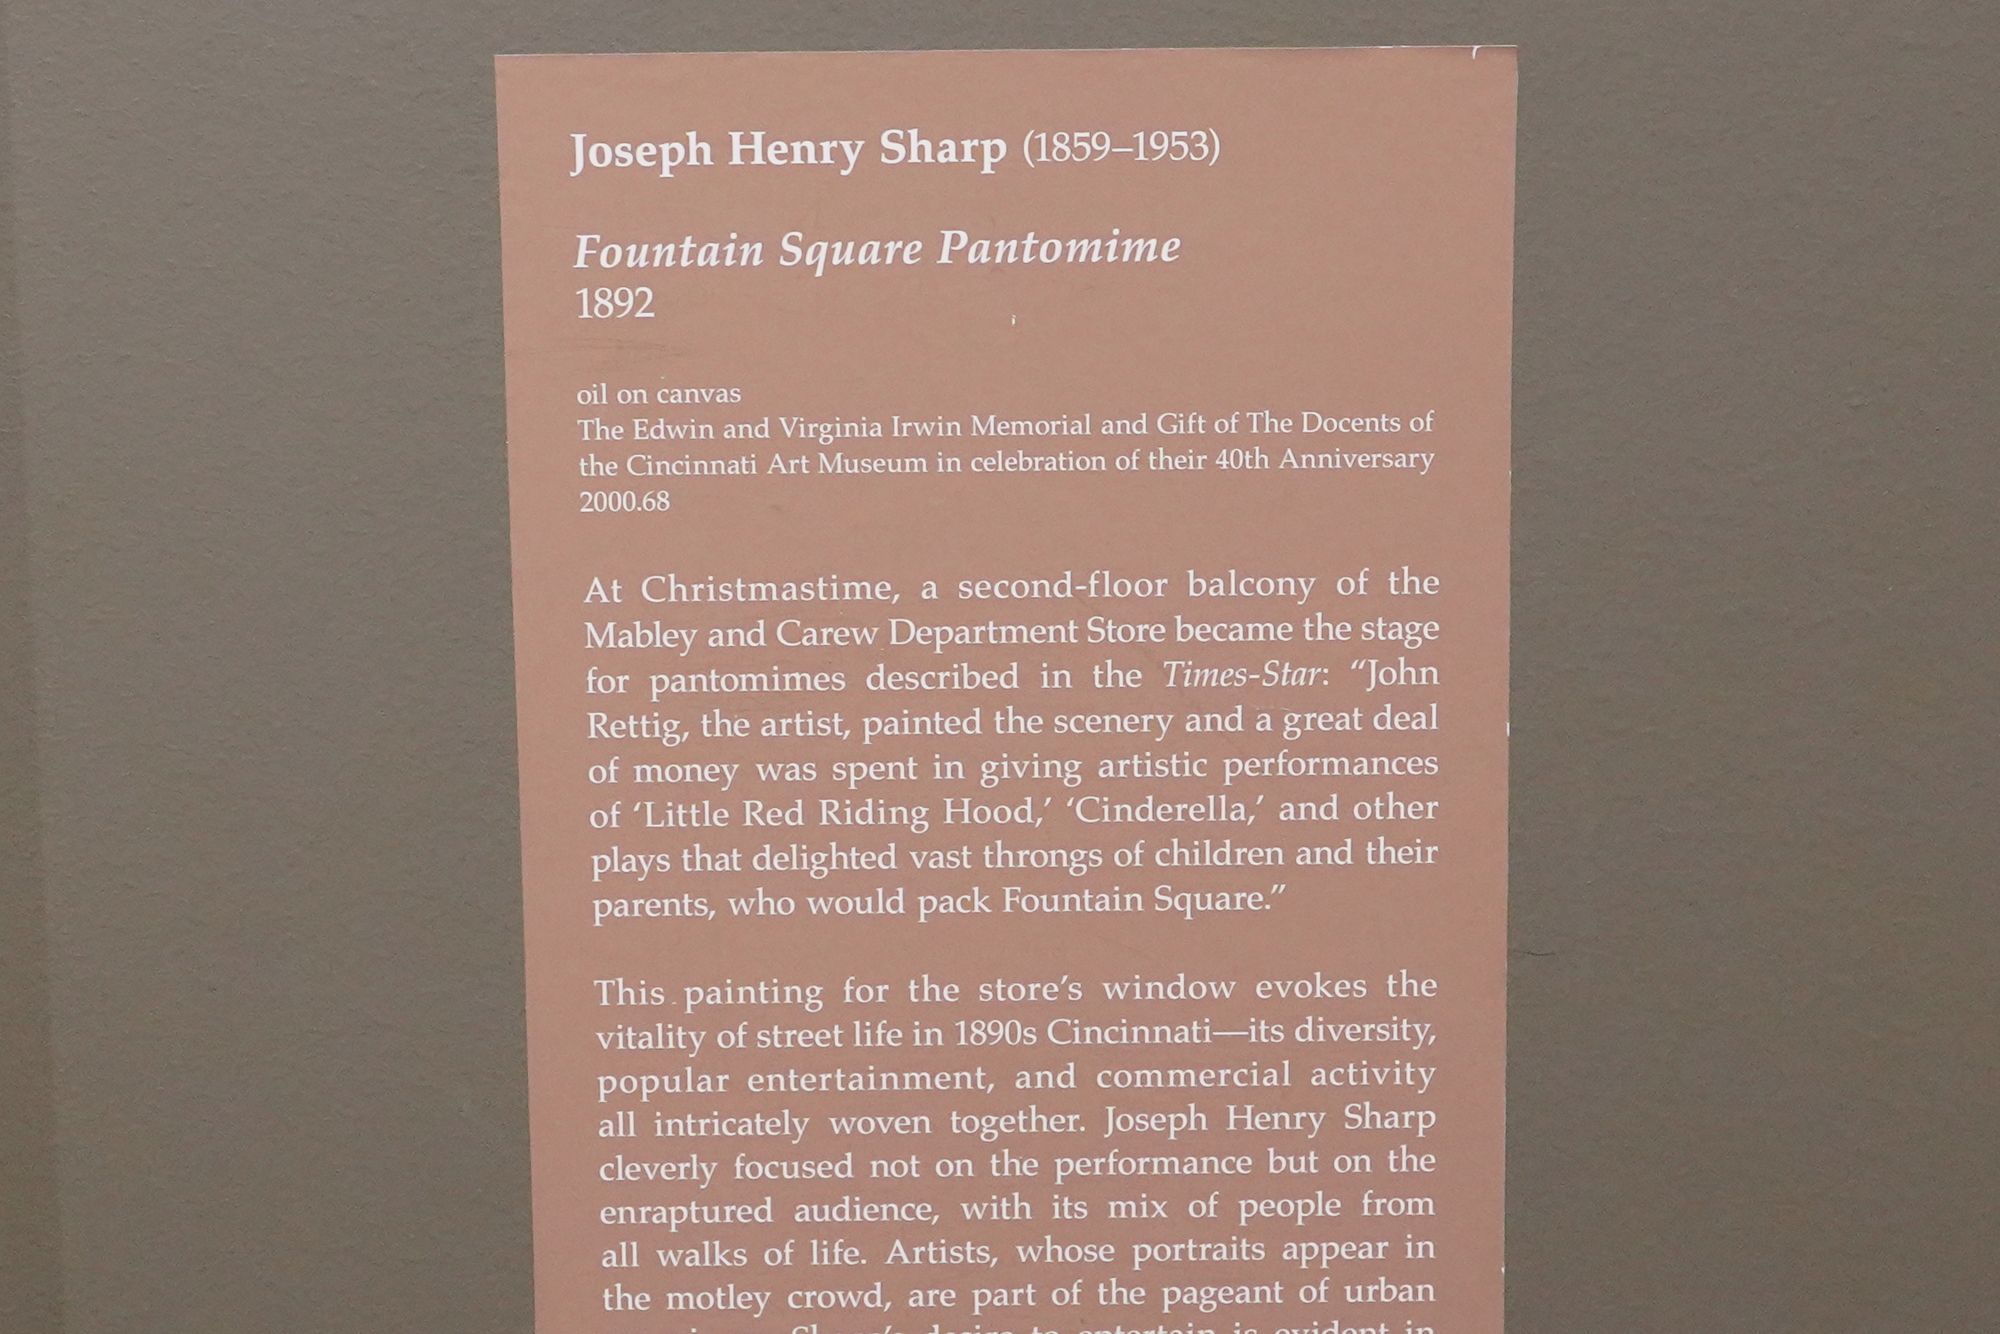 Joseph Henry Sharp (1859–1953)
Fountain Square Pantomime
1892
oil on canvas
The Edwin and Virginia Irwin Memorial and Gift of The Docents of
the Cincinnati Art Museum in celebration of their 40th Anniversary
2000.68
At Christmastime, a second-floor balcony of the
Mabley and Carew Department Store became the stage
for pantomimes described in the Times-Star: “John
Rettig, the artist, painted the scenery and a great deal
of money was spent in giving artistic performances
of ‘Little Red Riding Hood,’ ‘Cinderella,’ and other
plays that delighted vast throngs of children and their
parents, who would pack Fountain Square.”
This painting for the store’s window evokes the
vitality of street life in 1890s Cincinnati—its diversity,
popular entertainment, and commercial activity
all intricately woven together. Joseph Henry Sharp
cleverly focused not on the performance but on the
enraptured audience, with its mix of people from
all walks of life. Artists, whose portraits appear in
the motley crowd, are part of the pageant of urban
Sharp’s desire to entertain is evident in